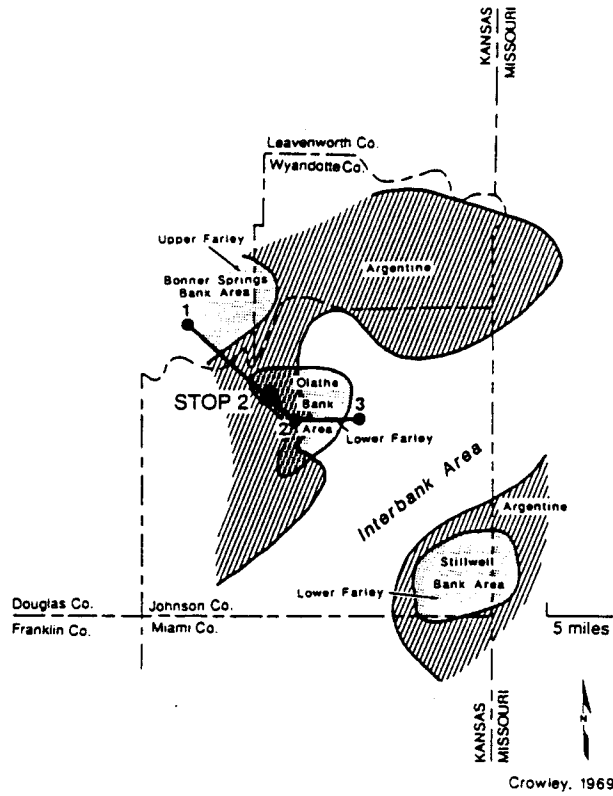 KANSAS
MISSOURI
Leavenworth Co.
Wyandotte Co.
Upper Farley
Bonner Springs
Bank Area
Argentine
1
STOP 2
Olathe
Bank
Area
2
3
Lower Farley
Interbank Area
Argentine
Stillwell
Bank Area
Lower Farley
Douglas Co.
Johnson Co.
Franklin Co.
Miami Co.
5 miles
N
KANSAS
MISSOURI
Crowley, 1969